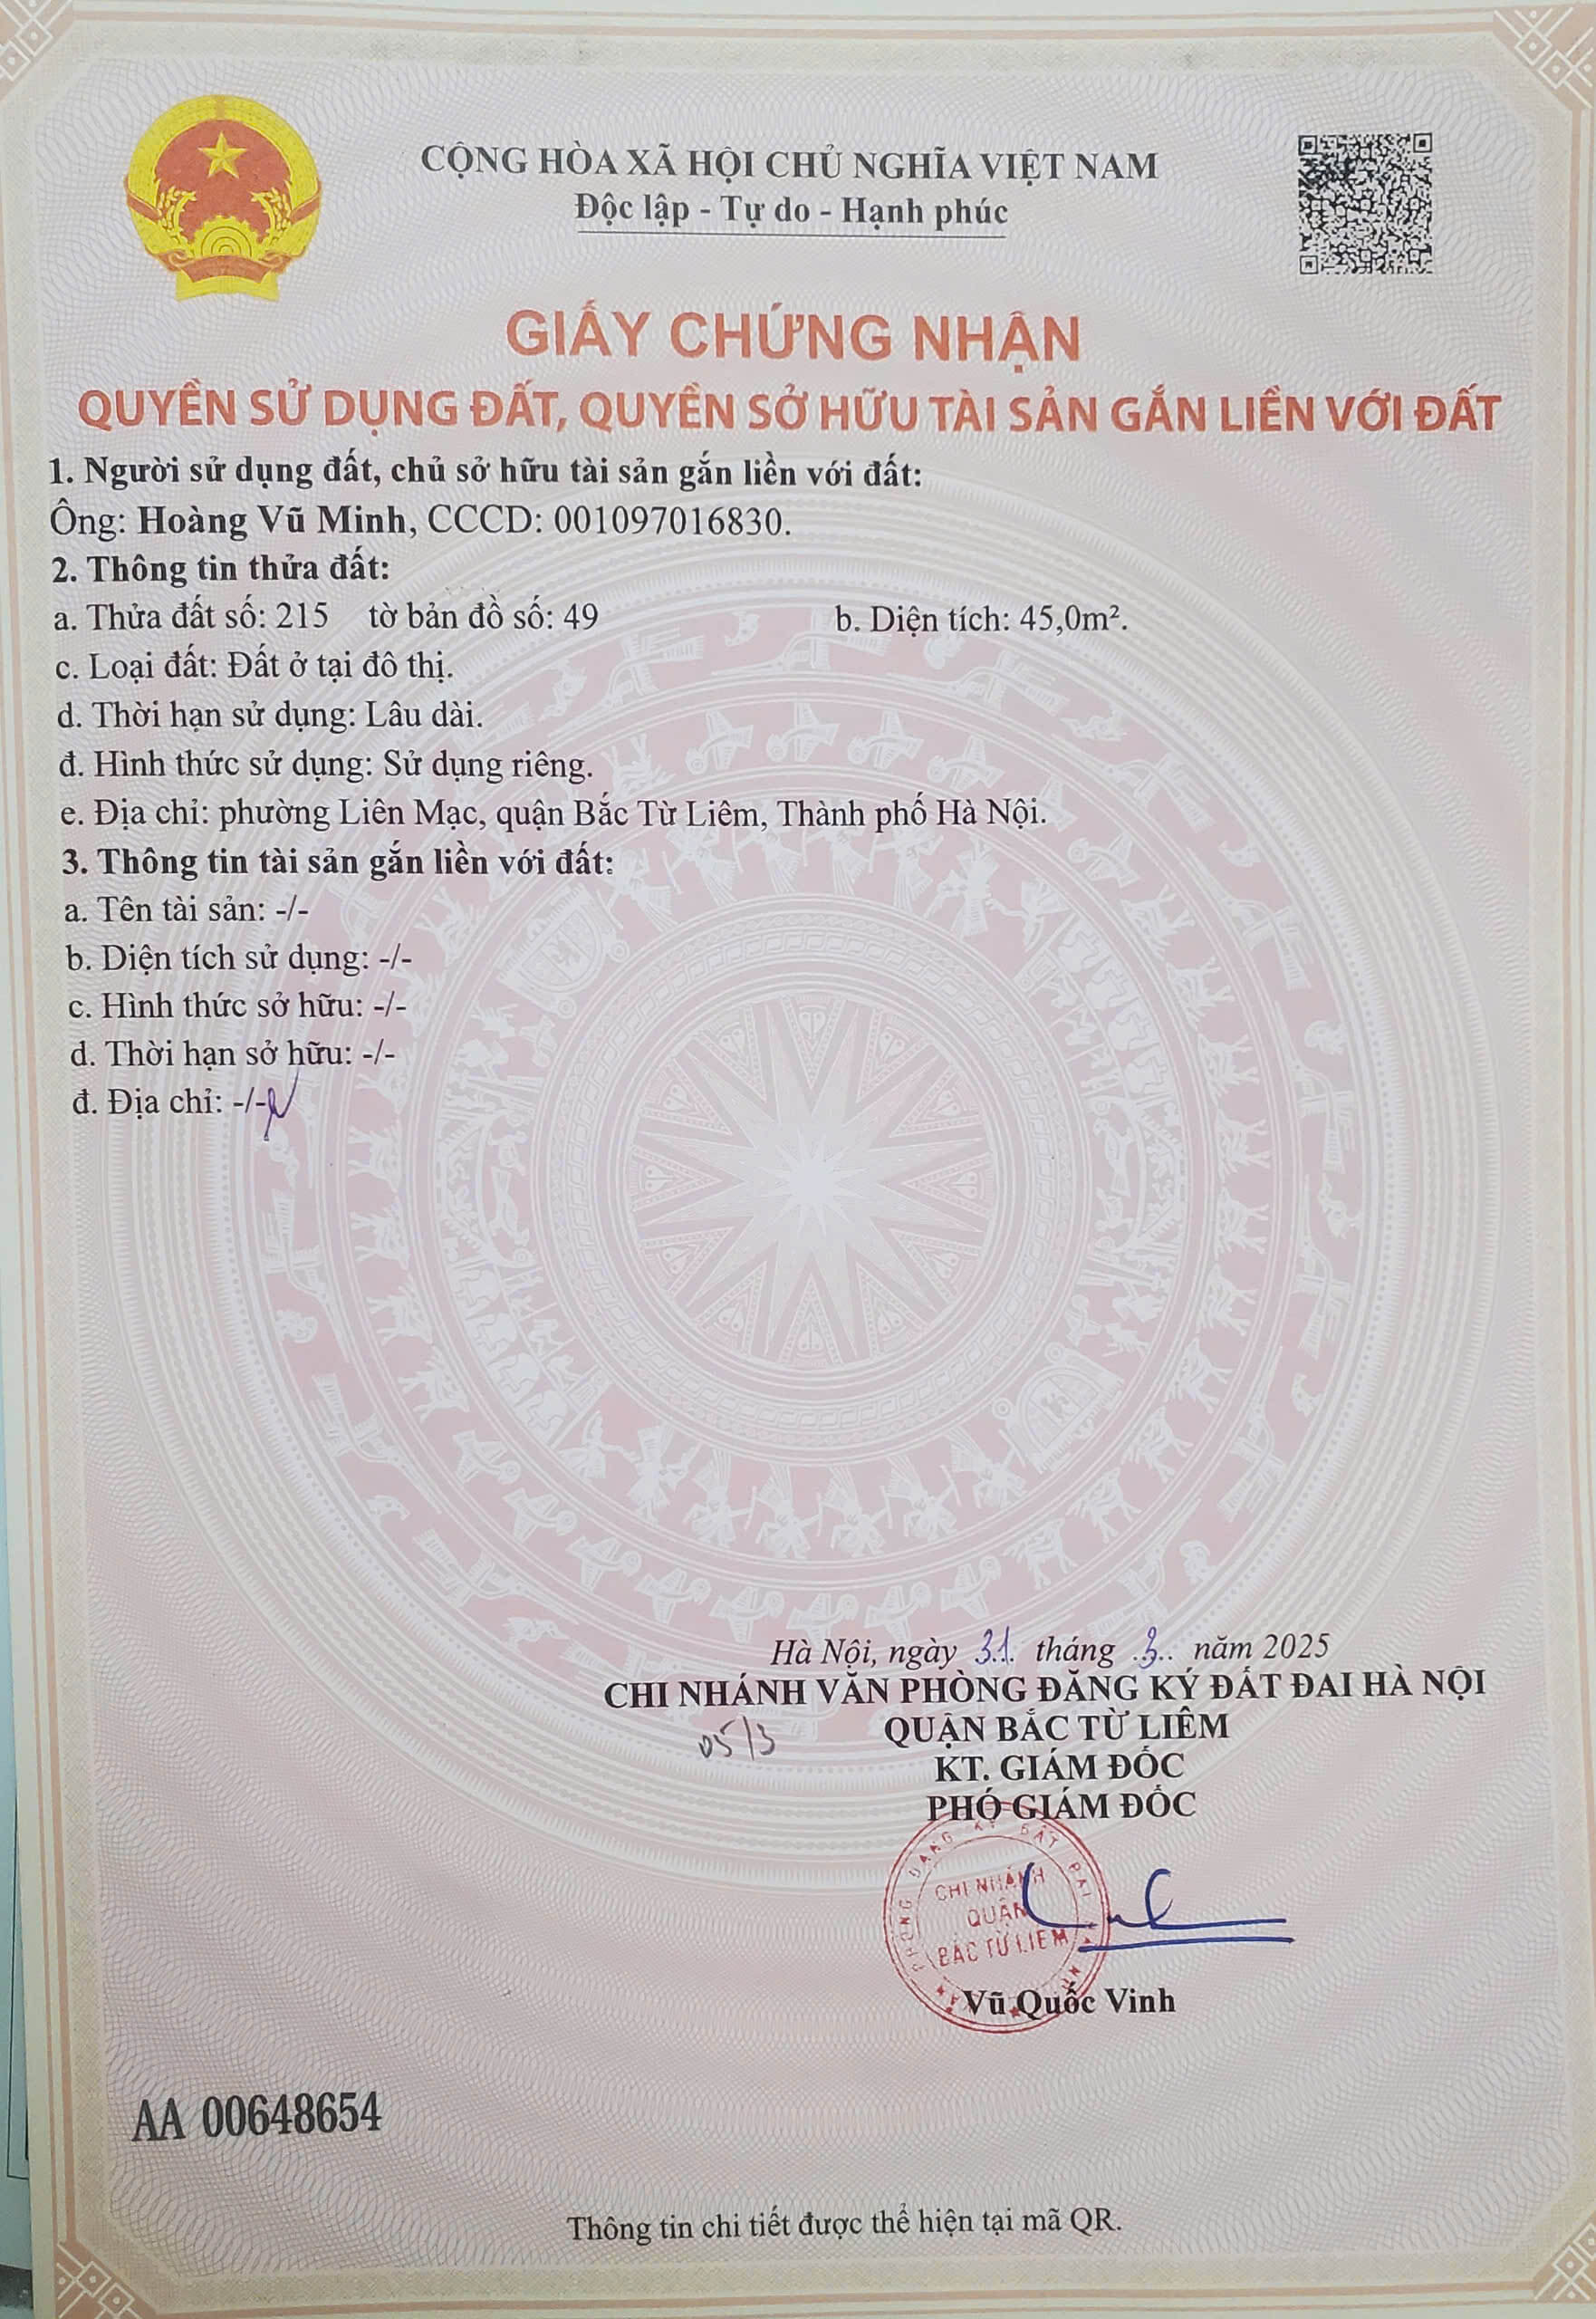 CỘNG HÒA XÃ HỘI CHỦ NGHĨA VIỆT NAM
Độc lập - Tự do - Hạnh phúc
GIẤY CHỨNG NHẬN
QUYỀN SỬ DỤNG ĐẤT, QUYỀN SỞ HỮU TÀI SẢN GẮN LIỀN VỚI ĐẤT
1. Người sử dụng đất, chủ sở hữu tài sản gắn liền với đất:
Ông: Hoàng Vũ Minh, CCCD: 001097016830.
2. Thông tin thửa đất:
a. Thửa đất số: 215 tờ bản đồ số: 49 b. Diện tích: 45,0m².
c. Loại đất: Đất ở tại đô thị.
d. Thời hạn sử dụng: Lâu dài.
đ. Hình thức sử dụng: Sử dụng riêng.
e. Địa chỉ: phường Liên Mạc, quận Bắc Từ Liêm, Thành phố Hà Nội.
3. Thông tin tài sản gắn liền với đất:
a. Tên tài sản: -/-
b. Diện tích sử dụng: -/-
c. Hình thức sở hữu: -/-
d. Thời hạn sở hữu: -/-
đ. Địa chỉ: -/-
Hà Nội, ngày 31 tháng 3 năm 2025
CHI NHÁNH VĂN PHÒNG ĐĂNG KÝ ĐẤT ĐAI HÀ NỘI
05/3 QUẬN BẮC TỪ LIÊM
KT. GIÁM ĐỐC
PHÓ GIÁM ĐỐC
PHÒNG ĐĂNG KÝ ĐẤT ĐAI
CHI NHÁNH
QUẬN
BẮC TỪ LIÊM
Vũ Quốc Vinh
AA 00648654
Thông tin chi tiết được thể hiện tại mã QR.